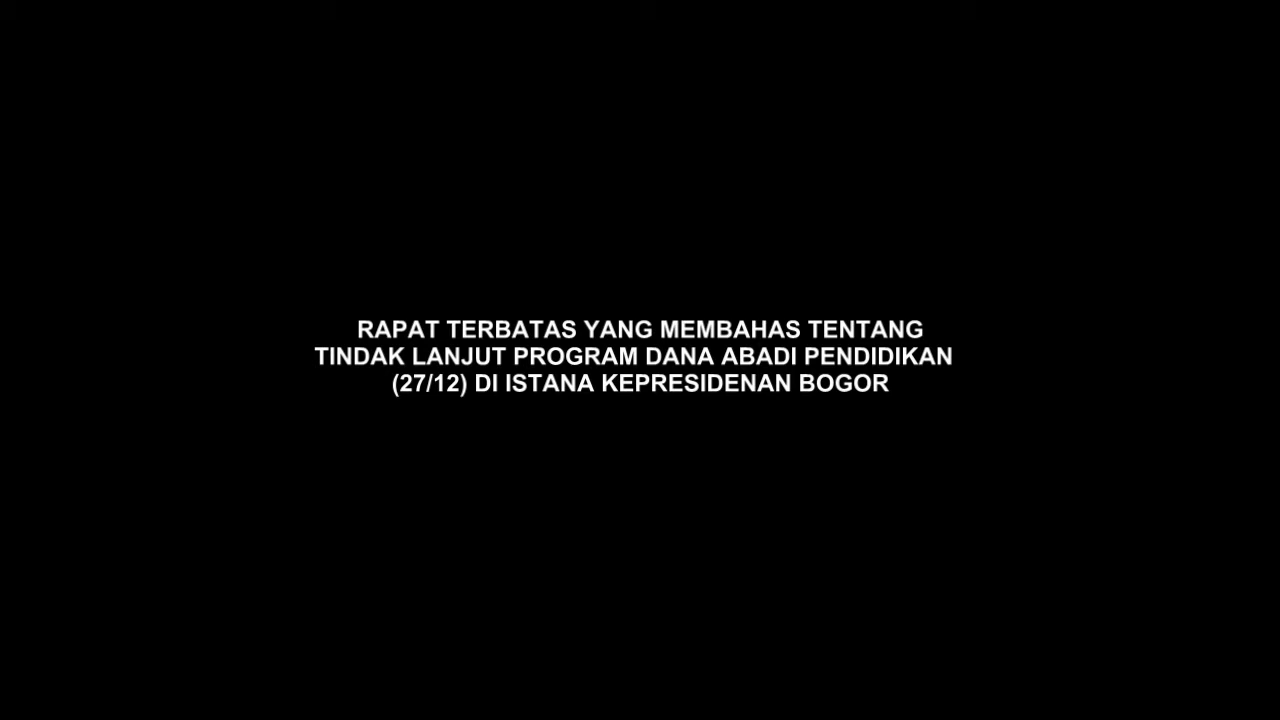 RAPAT TERBATAS YANG MEMBAHAS TENTANG
TINDAK LANJUT PROGRAM DANA ABADI PENDIDIKAN
(27/12) DI ISTANA KEPRESIDENAN BOGOR